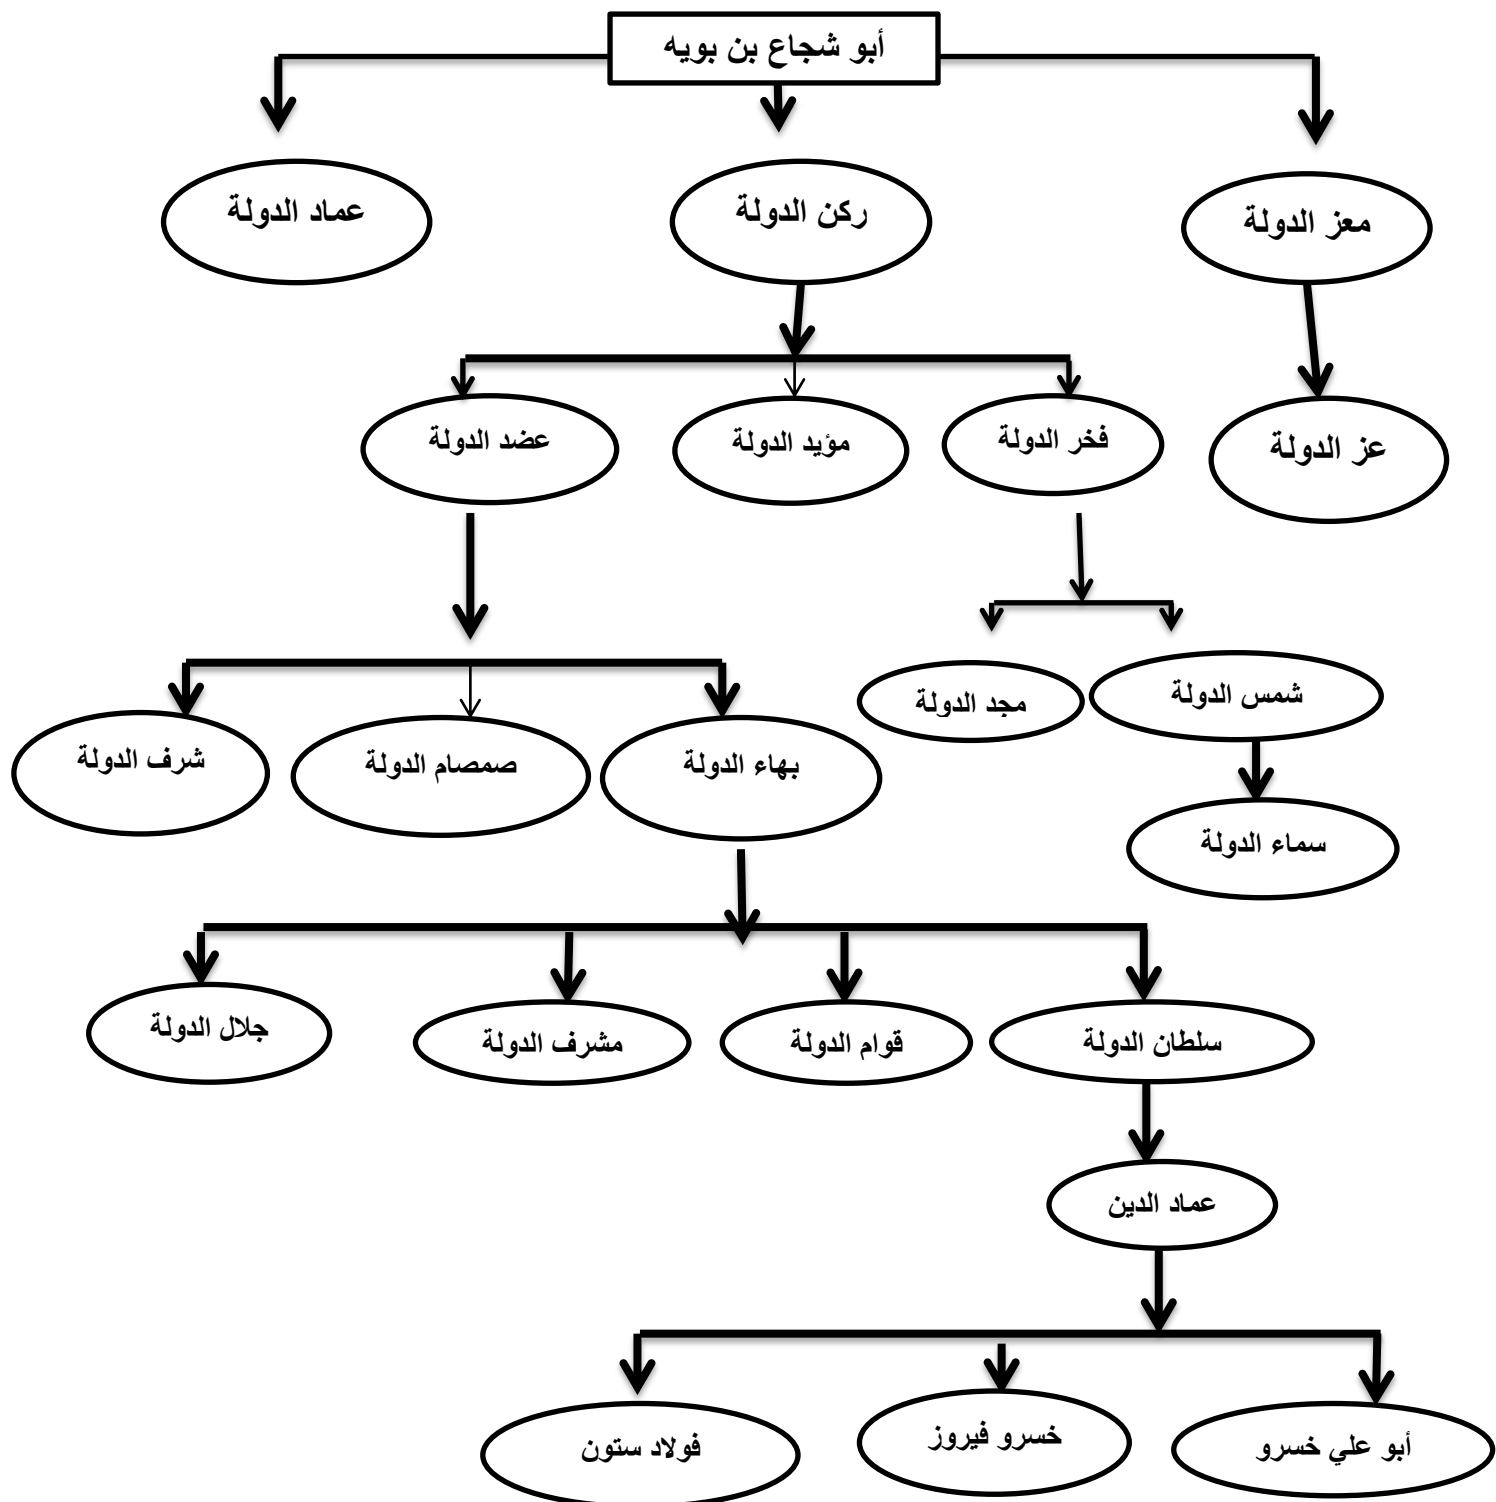 أبو شجاع بن بويه
معز الدولة
ركن الدولة
عماد الدولة
عز الدولة
فخر الدولة
مؤيد الدولة
عضد الدولة
شمس الدولة
مجد الدولة
بهاء الدولة
صمصام الدولة
شرف الدولة
سماء الدولة
سلطان الدولة
قوام الدولة
مشرف الدولة
جلال الدولة
عماد الدين
أبو علي خسرو
خسرو فيروز
فولاد ستون